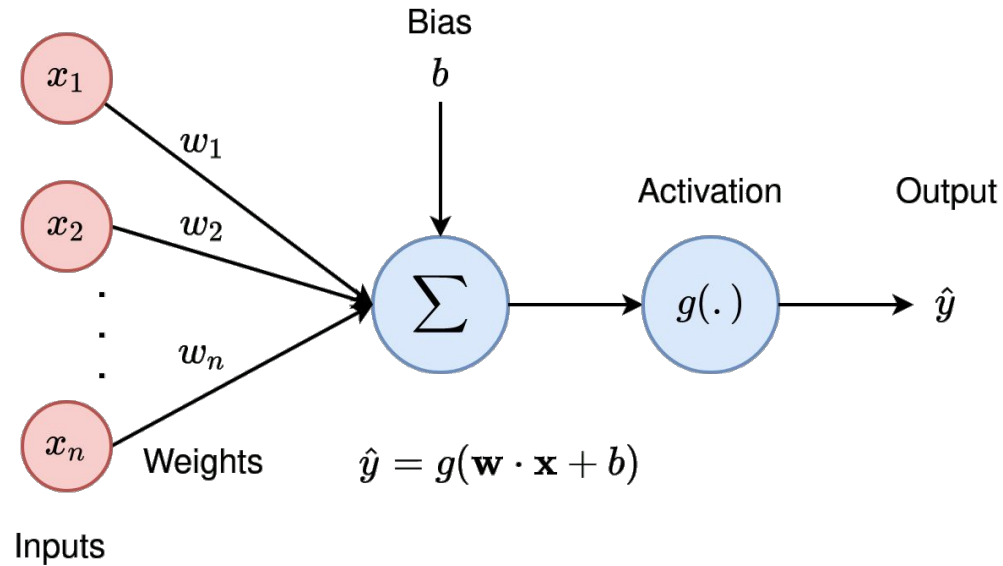 Bias
b
x₁
w₁
Activation
Output
x₂
w₂
∑
g(.)
ŷ
.
.
.
wₙ
xₙ
Weights
ŷ = g(w · x + b)
Inputs